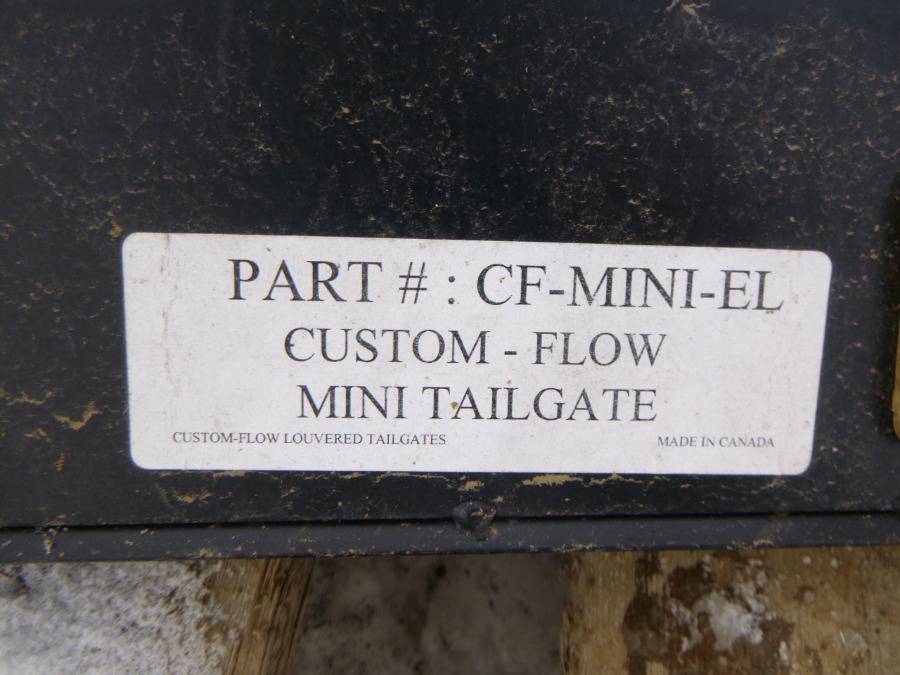 PART # : CF-MINI-EL
CUSTOM - FLOW
MINI TAILGATE
CUSTOM-FLOW LOUVERED TAILGATES MADE IN CANADA